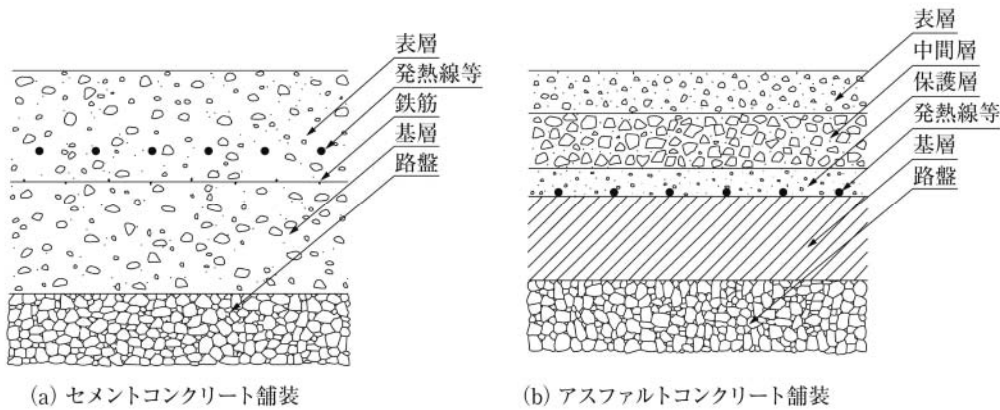 表層
発熱線等
鉄筋
基層
路盤
(a) セメントコンクリート舗装
表層
中間層
保護層
発熱線等
基層
路盤
(b) アスファルトコンクリート舗装